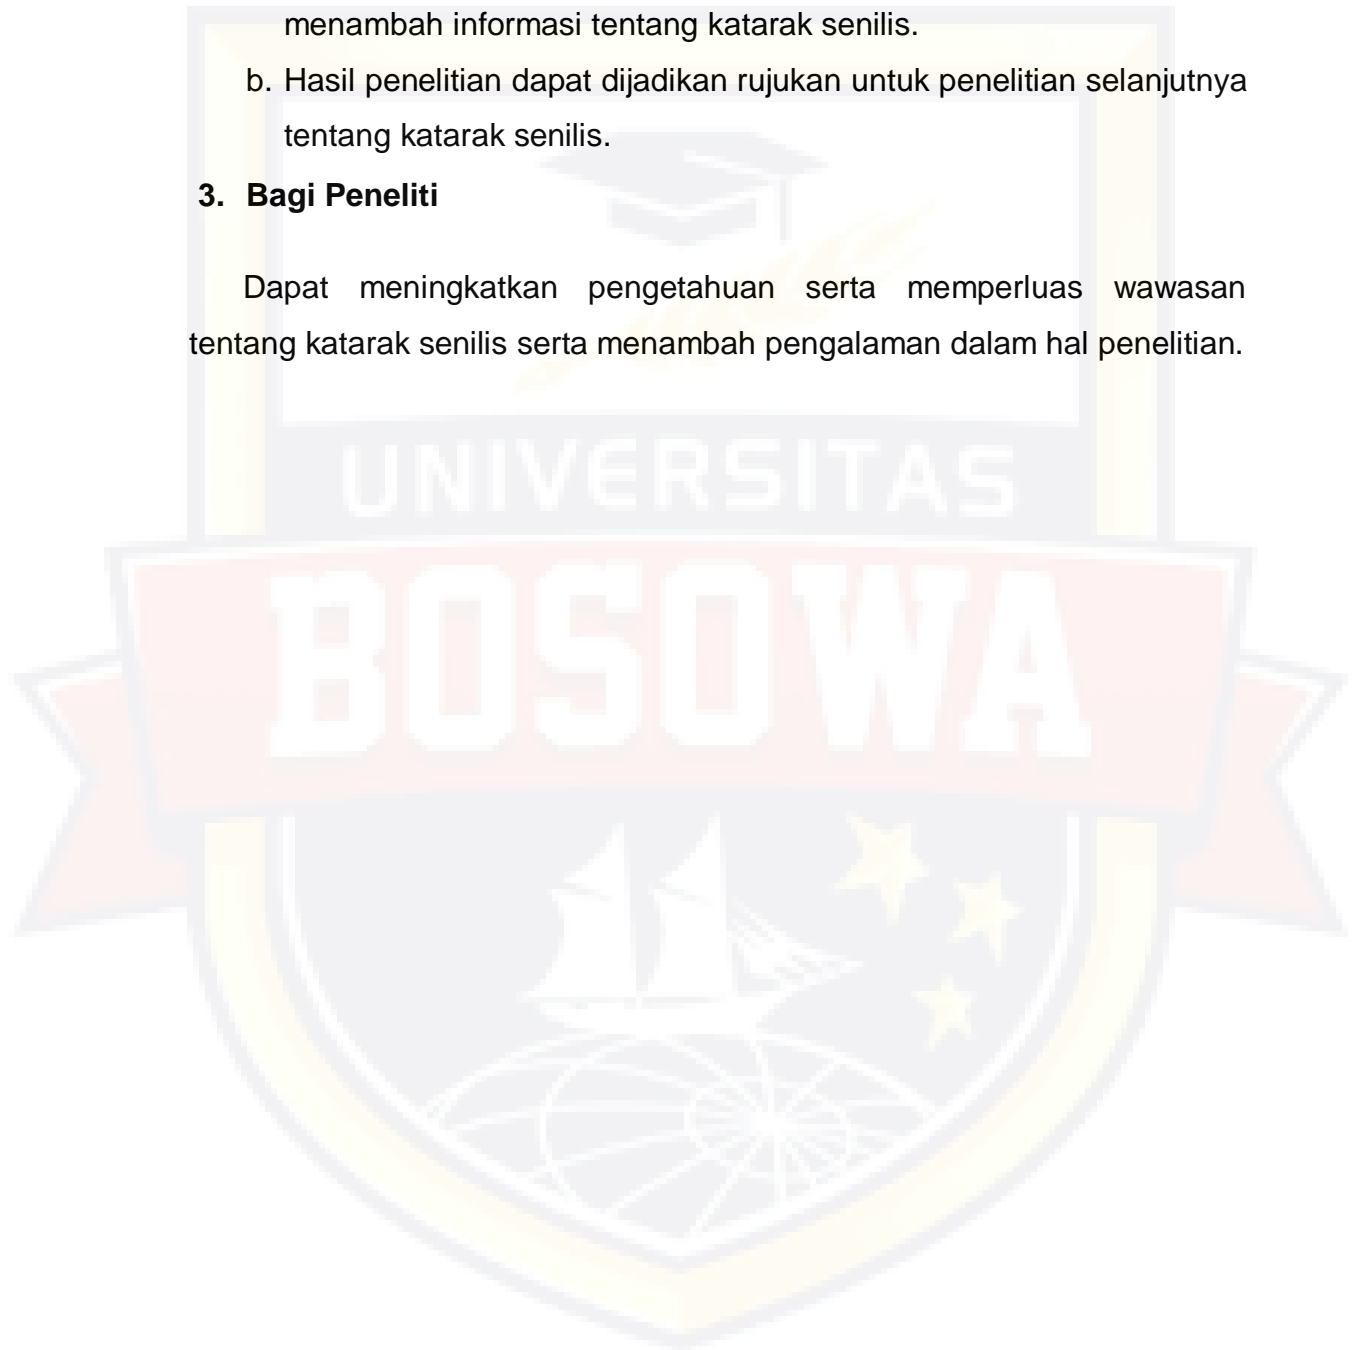 menambah informasi tentang katarak senilis.
b. Hasil penelitian dapat dijadikan rujukan untuk penelitian selanjutnya
tentang katarak senilis.
3. Bagi Peneliti
Dapat meningkatkan pengetahuan serta memperluas wawasan
tentang katarak senilis serta menambah pengalaman dalam hal penelitian.
UNIVERSITAS
BOSOWA